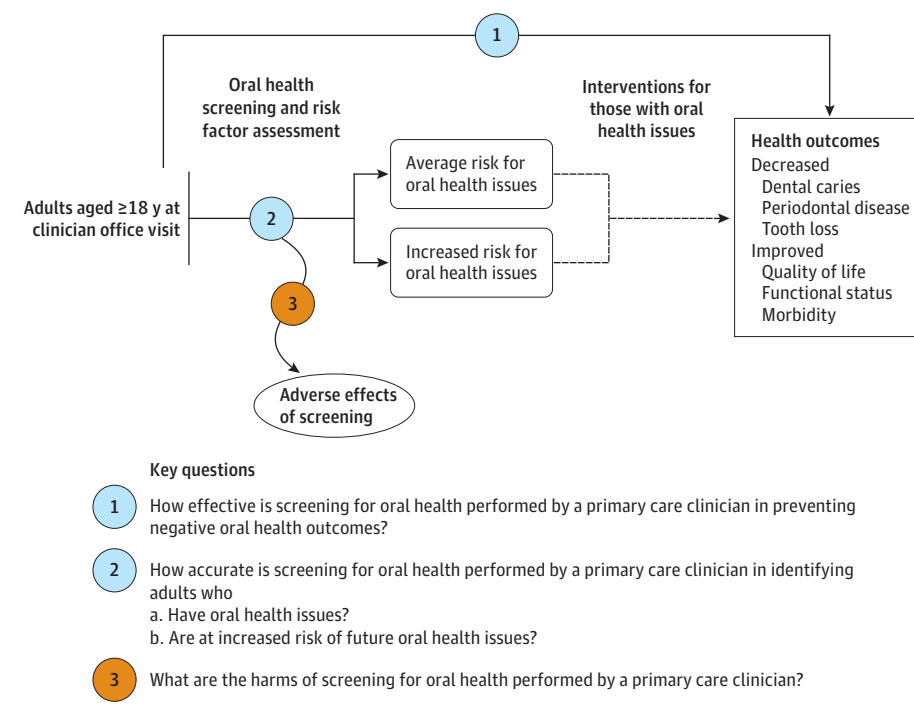 1
Oral health
screening and risk
factor assessment
Interventions for
those with oral
health issues
Adults aged ≥18 y at
clinician office visit
2
Average risk for
oral health issues
Increased risk for
oral health issues
Health outcomes
Decreased
Dental caries
Periodontal disease
Tooth loss
Improved
Quality of life
Functional status
Morbidity
3
Adverse effects
of screening
Key questions
1 How effective is screening for oral health performed by a primary care clinician in preventing
negative oral health outcomes?
2 How accurate is screening for oral health performed by a primary care clinician in identifying
adults who
a. Have oral health issues?
b. Are at increased risk of future oral health issues?
3 What are the harms of screening for oral health performed by a primary care clinician?